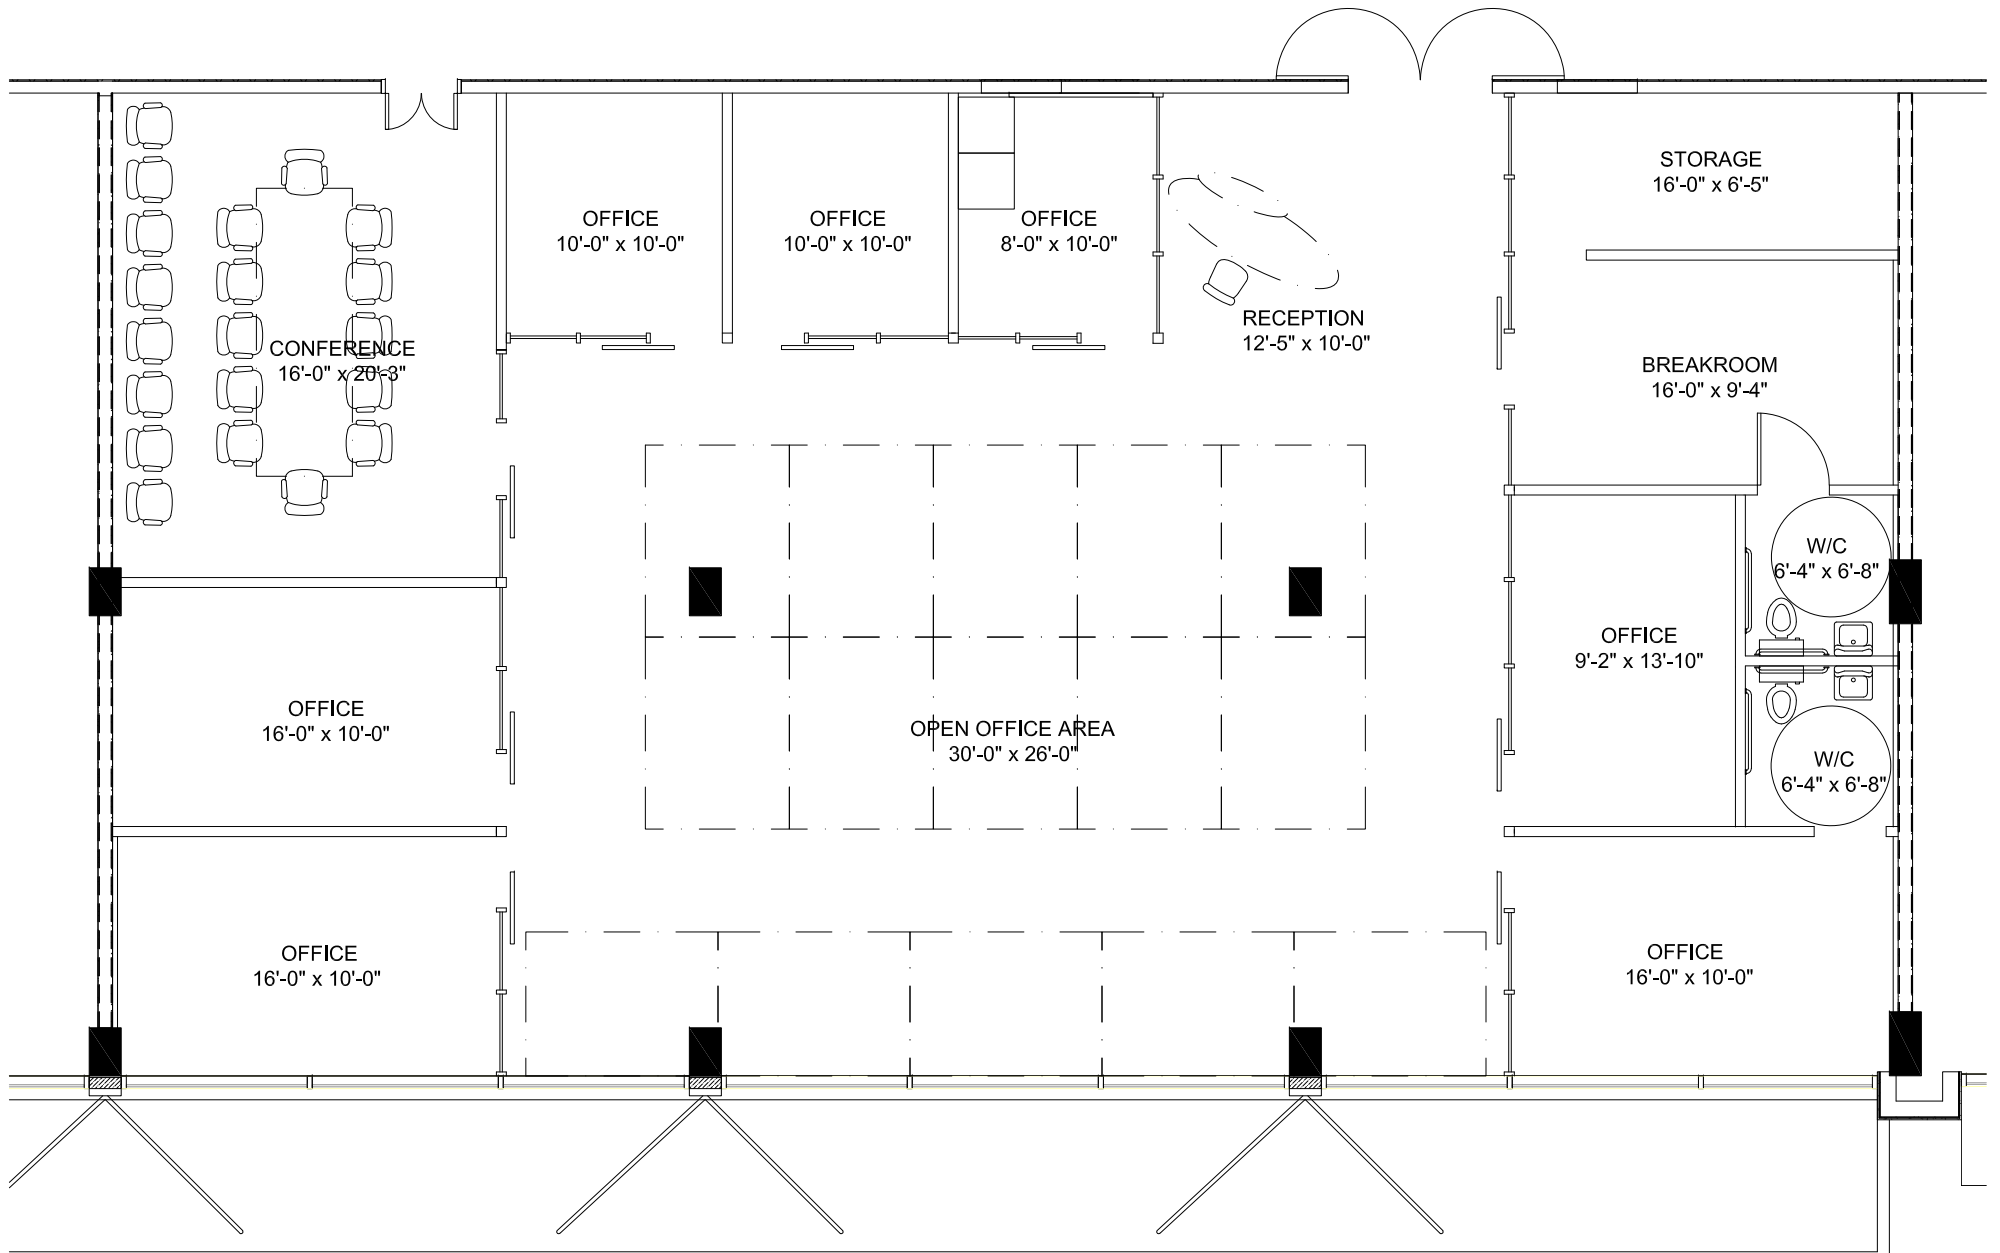 STORAGE
16'-0" x 6'-5"
OFFICE
10'-0" x 10'-0"
OFFICE
10'-0" x 10'-0"
OFFICE
8'-0" x 10'-0"
RECEPTION
12'-5" x 10'-0"
CONFERENCE
16'-0" x 20'-3"
BREAKROOM
16'-0" x 9'-4"
W/C
6'-4" x 6'-8"
OFFICE
9'-2" x 13'-10"
OFFICE
16'-0" x 10'-0"
OPEN OFFICE AREA
30'-0" x 26'-0"
W/C
6'-4" x 6'-8"
OFFICE
16'-0" x 10'-0"
OFFICE
16'-0" x 10'-0"